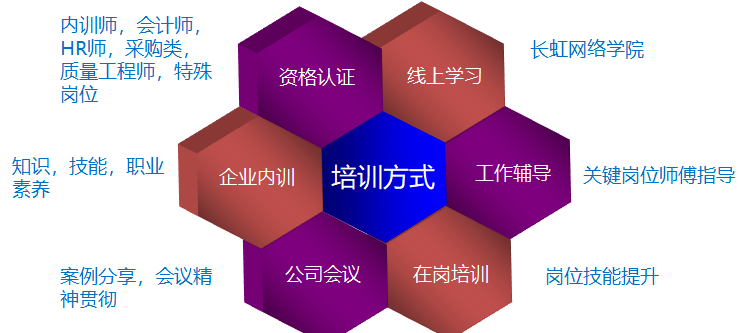 内训师，会计师，
HR师，采购类，
质量工程师，特殊
岗位
资格认证
线上学习
长虹网络学院
知识，技能，职业
素养
企业内训
培训方式
工作辅导
关键岗位师傅指导
案例分享，会议精
神贯彻
公司会议
在岗培训
岗位技能提升